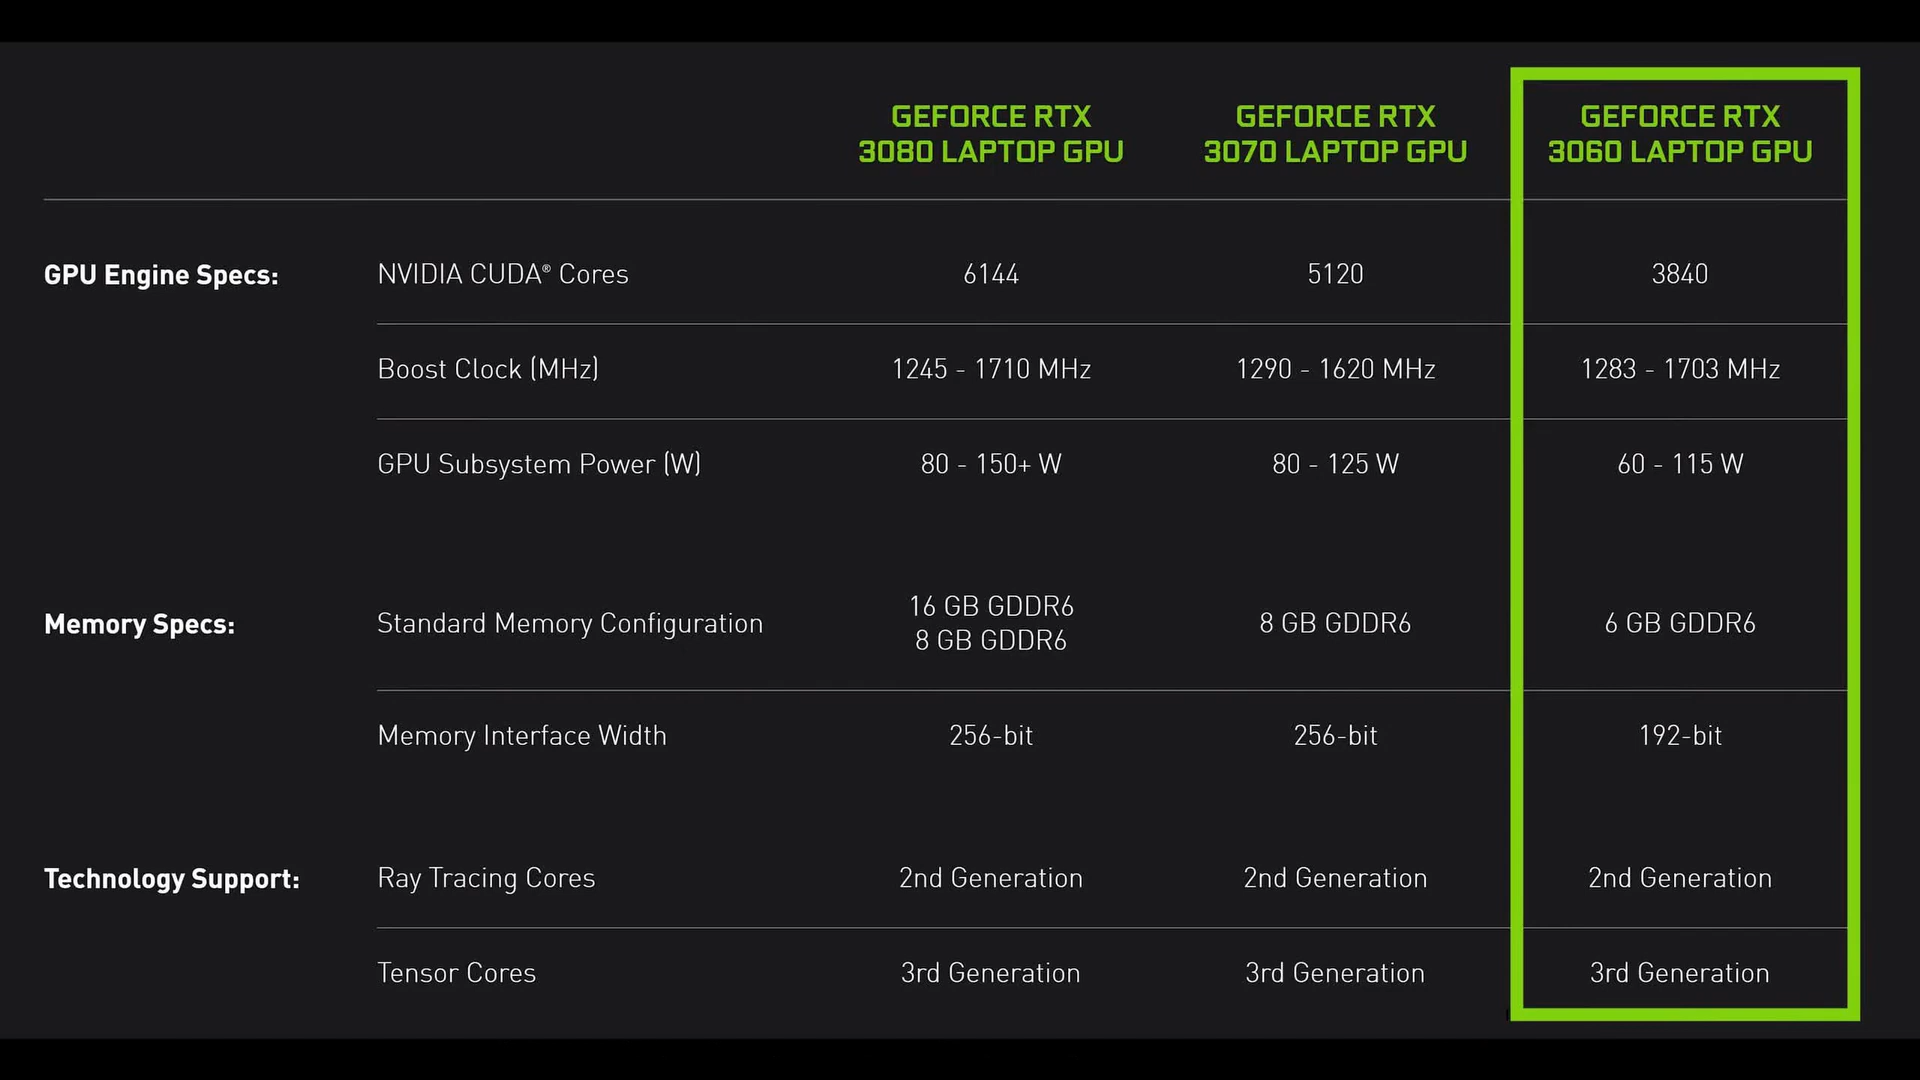 GEFORCE RTX
3080 LAPTOP GPU
GEFORCE RTX
3070 LAPTOP GPU
GEFORCE RTX
3060 LAPTOP GPU
GPU Engine Specs: NVIDIA CUDA® Cores 6144 5120 3840
Boost Clock (MHz) 1245 - 1710 MHz 1290 - 1620 MHz 1283 - 1703 MHz
GPU Subsystem Power (W) 80 - 150+ W 80 - 125 W 60 - 115 W
Memory Specs: Standard Memory Configuration 16 GB GDDR6
8 GB GDDR6 8 GB GDDR6 6 GB GDDR6
Memory Interface Width 256-bit 256-bit 192-bit
Technology Support: Ray Tracing Cores 2nd Generation 2nd Generation 2nd Generation
Tensor Cores 3rd Generation 3rd Generation 3rd Generation